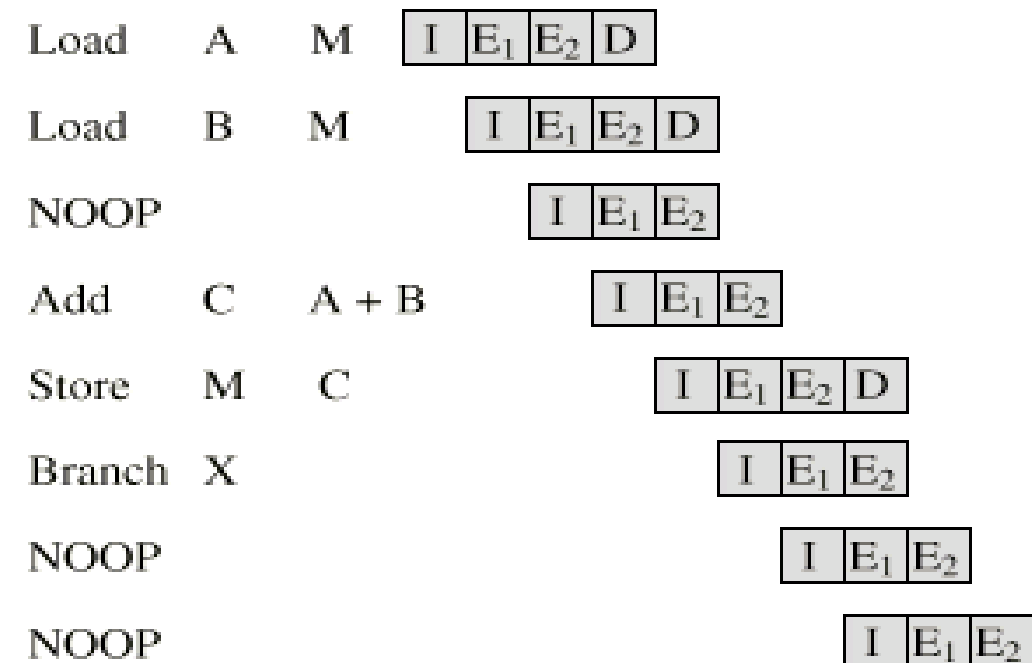 Load A M I E₁ E₂ D
Load B M I E₁ E₂ D
NOOP I E₁ E₂
Add C A + B I E₁ E₂
Store M C I E₁ E₂ D
Branch X I E₁ E₂
NOOP I E₁ E₂
NOOP I E₁ E₂